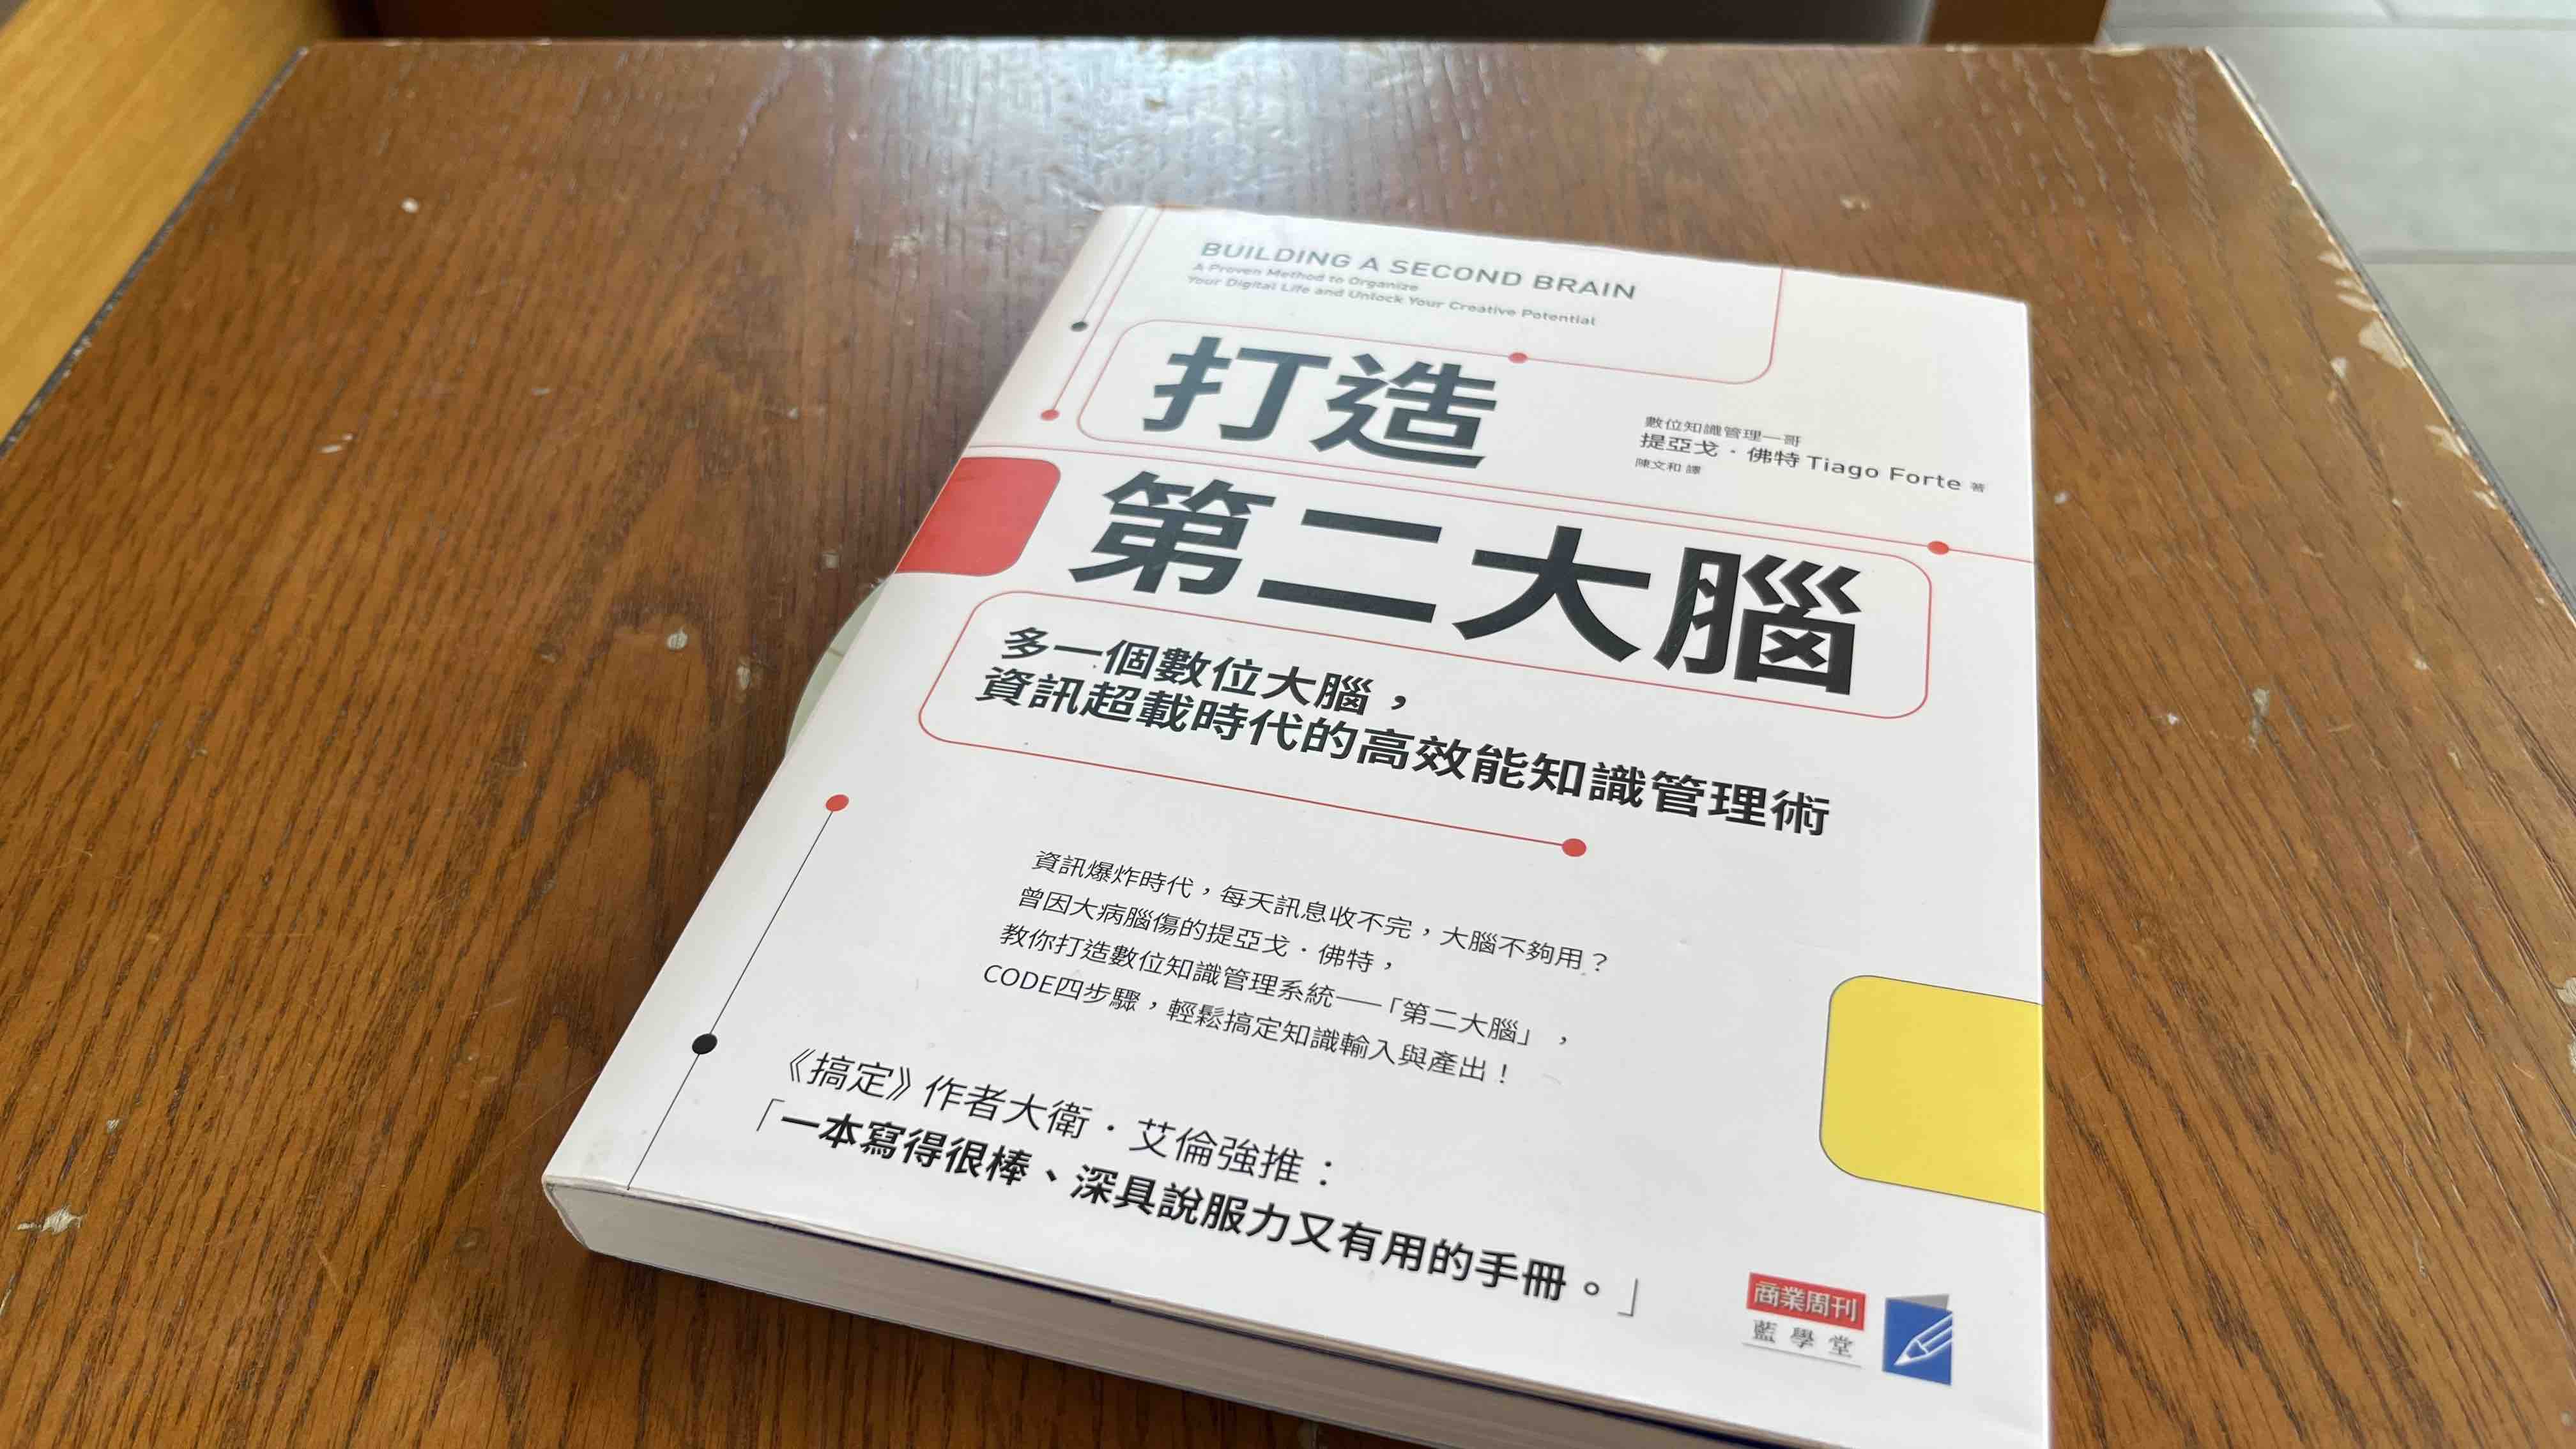 BUILDING A SECOND BRAIN
A Proven Method to Organize
Your Digital Life and Unlock Your Creative Potential
打造
數位知識管理一哥
提亞戈·佛特 Tiago Forte 著
陳文和 譯
第二大腦
多一個數位大腦，
資訊超載時代的高效能知識管理術
資訊爆炸時代，每天訊息收不完，大腦不夠用？
曾因大病腦傷的提亞戈·佛特，
教你打造數位知識管理系統——「第二大腦」，
CODE四步驟，輕鬆搞定知識輸入與產出！
《搞定》作者大衛·艾倫強推：
「一本寫得很棒、深具說服力又有用的手冊。」
商業周刊
藍學堂